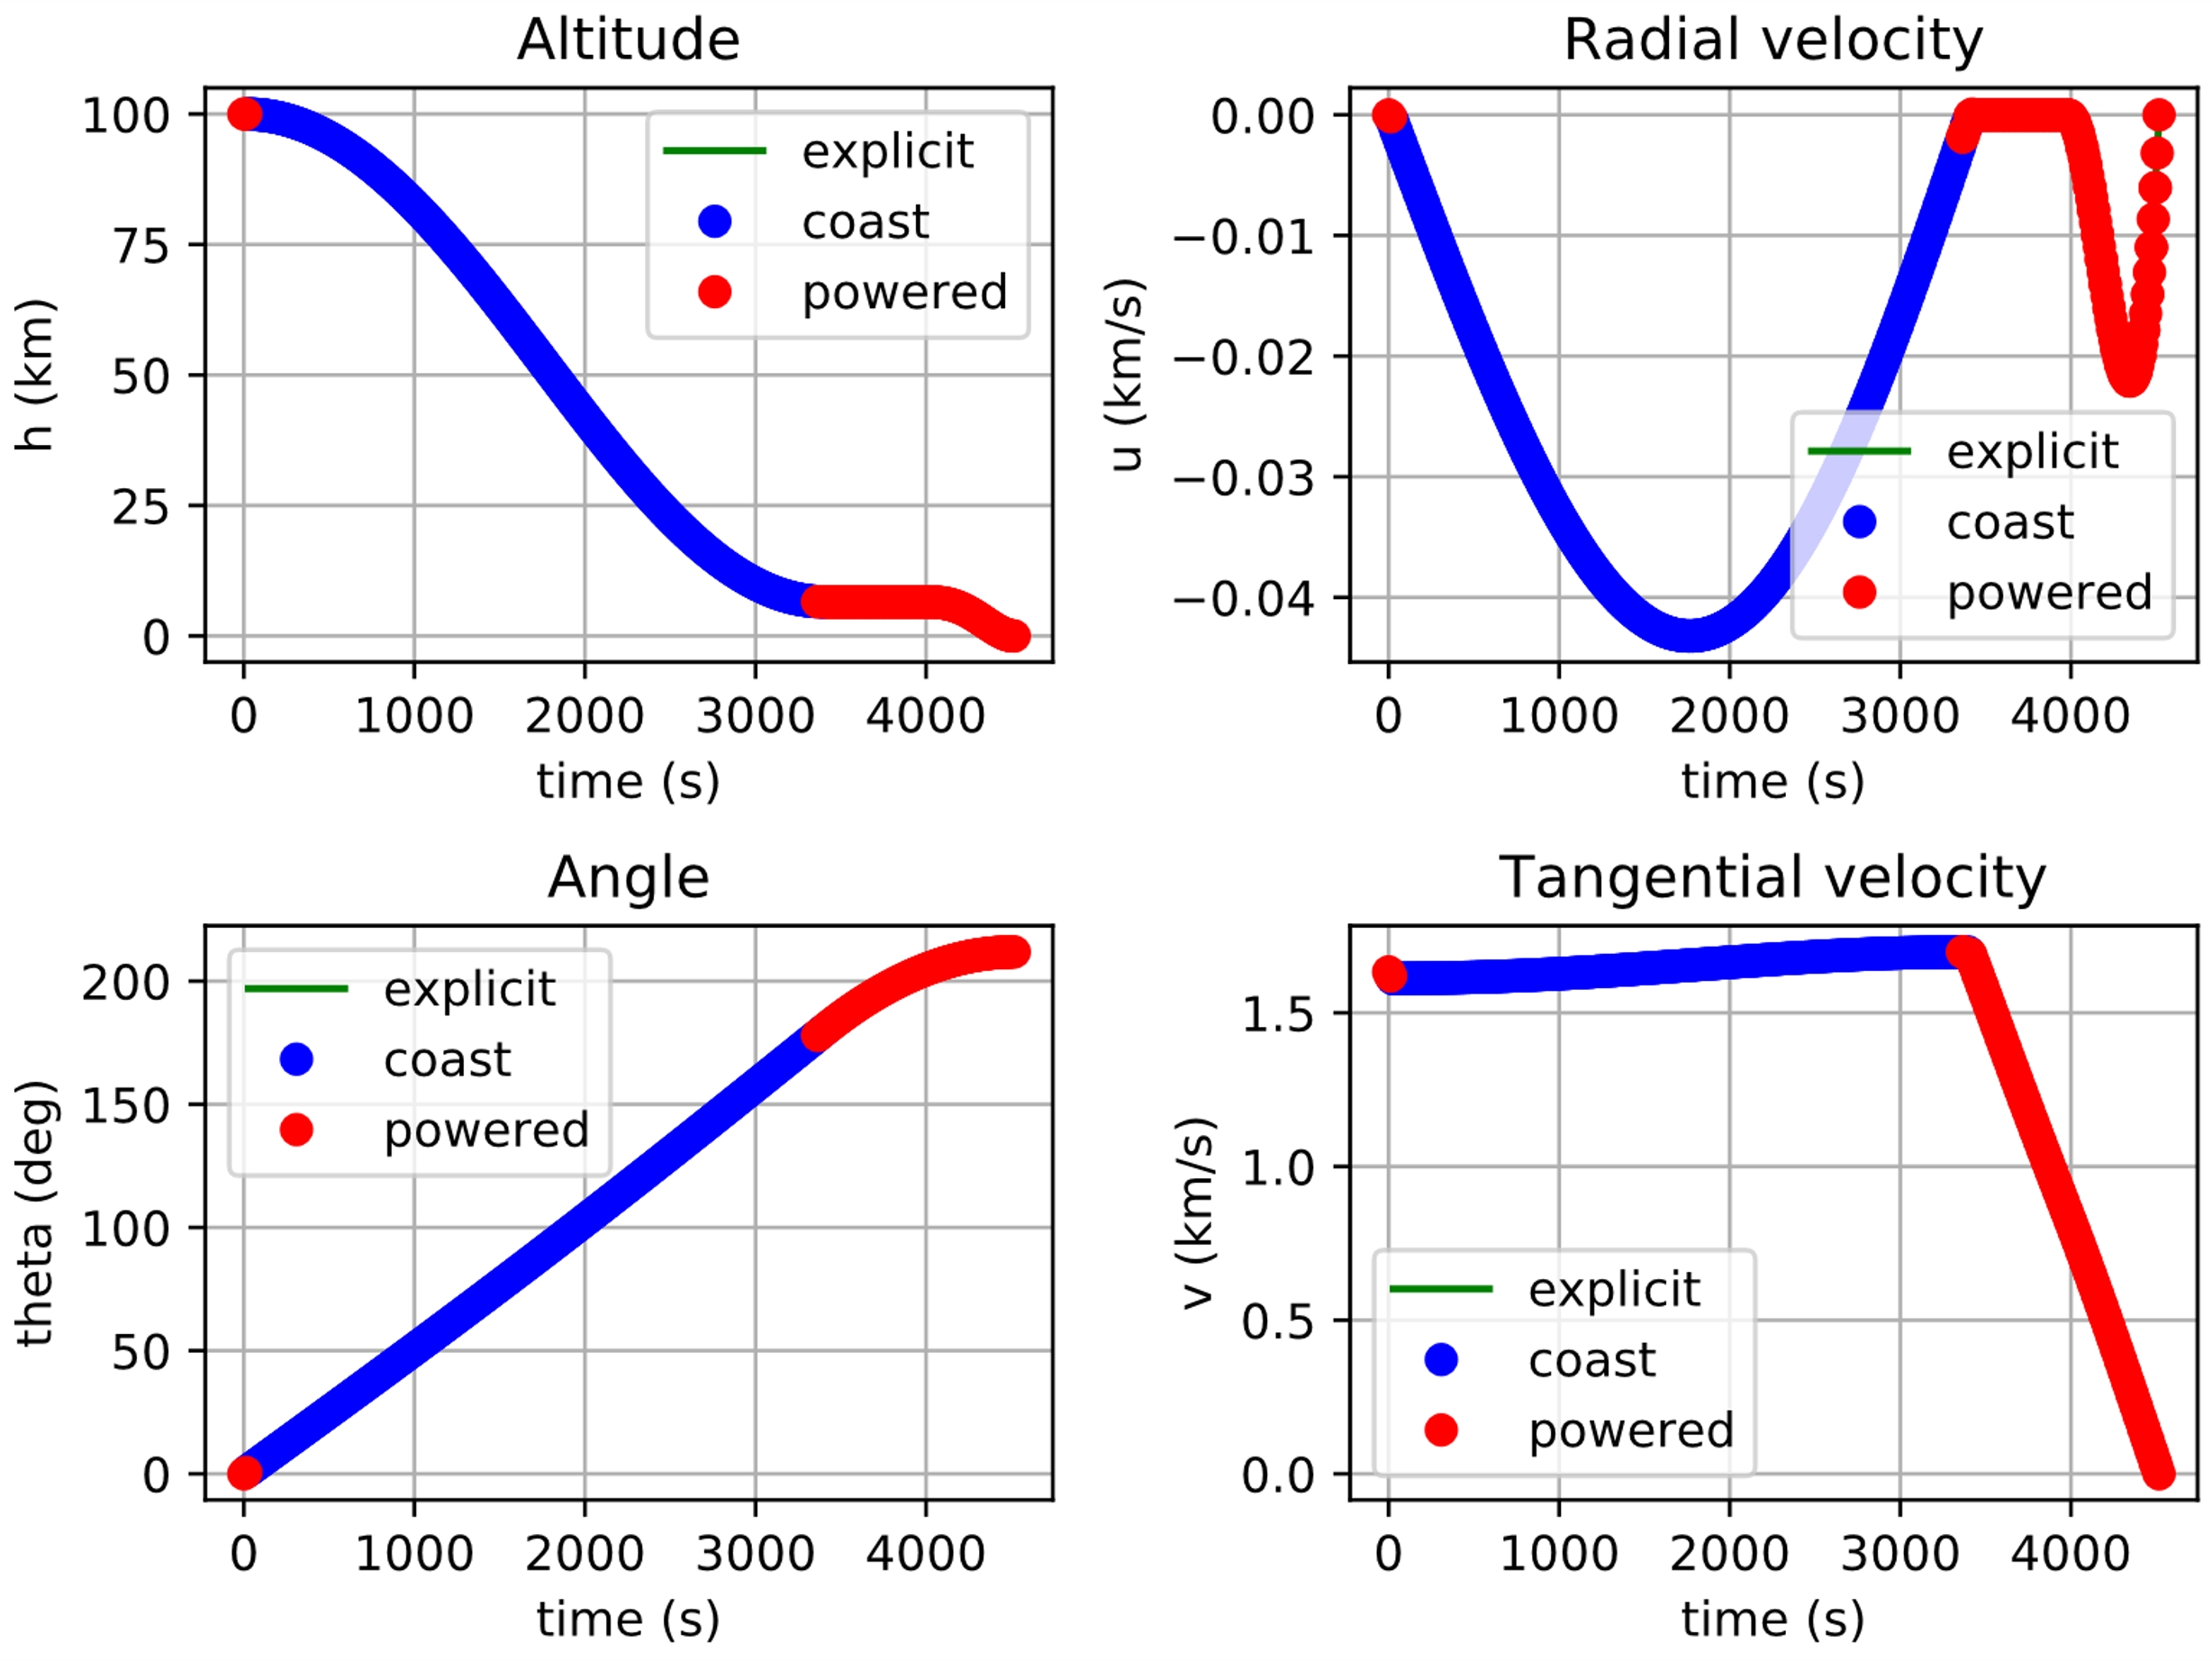 Altitude
h (km)
100
75
50
25
0
explicit
coast
powered
0 1000 2000 3000 4000
time (s)
Radial velocity
u (km/s)
0.00
−0.01
−0.02
−0.03
−0.04
explicit
coast
powered
0 1000 2000 3000 4000
time (s)
Angle
theta (deg)
200
150
100
50
0
explicit
coast
powered
0 1000 2000 3000 4000
time (s)
Tangential velocity
v (km/s)
1.5
1.0
0.5
0.0
explicit
coast
powered
0 1000 2000 3000 4000
time (s)